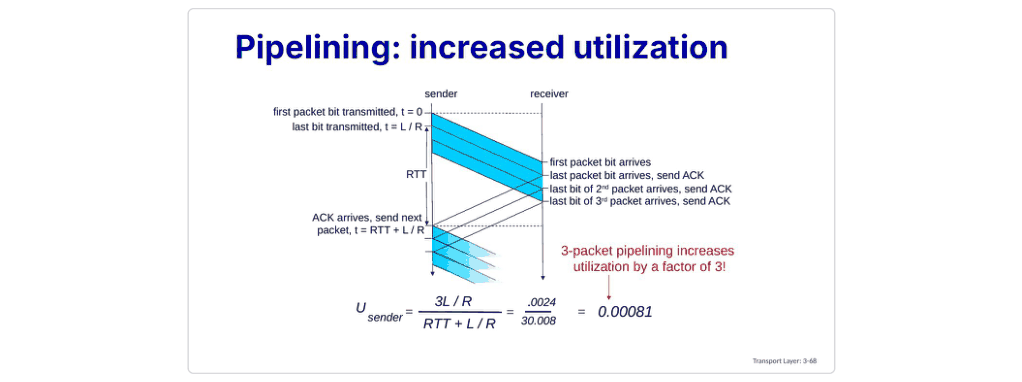 Pipelining: increased utilization
sender receiver
first packet bit transmitted, t = 0
last bit transmitted, t = L / R
first packet bit arrives
RTT
last packet bit arrives, send ACK
last bit of 2nd packet arrives, send ACK
last bit of 3rd packet arrives, send ACK
ACK arrives, send next
packet, t = RTT + L / R
3-packet pipelining increases
utilization by a factor of 3!
U sender = 3L / R / RTT + L / R = .0024 / 30.008 = 0.00081
Transport Layer: 3-68